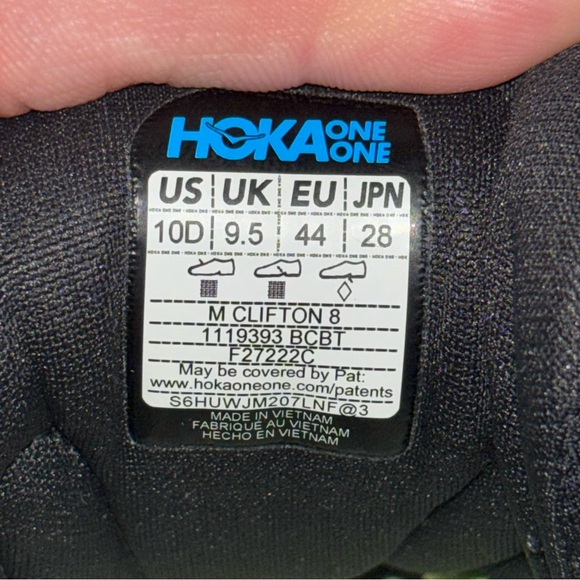 HOKA ONE ONE
US UK EU JPN
10D 9.5 44 28
M CLIFTON 8
1119393 BCBT
F27222C
May be covered by Pat:
www.hokaoneone.com/patents
S6HUWJM207LNF@3
MADE IN VIETNAM
FABRIQUE AU VIETNAM
HECHO EN VIETNAM